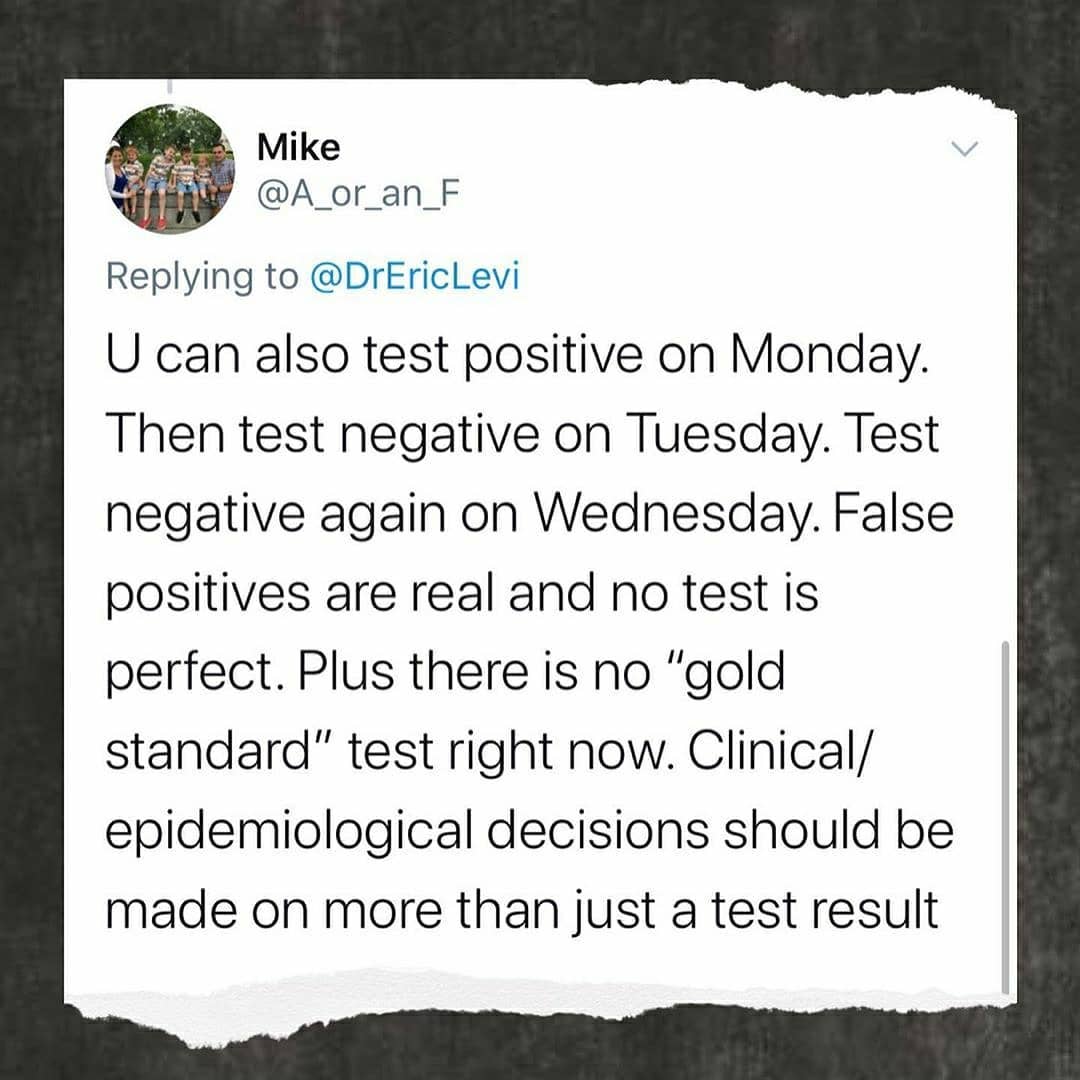 Mike
@A_or_an_F
Replying to @DrEricLevi
U can also test positive on Monday.
Then test negative on Tuesday. Test
negative again on Wednesday. False
positives are real and no test is
perfect. Plus there is no "gold
standard" test right now. Clinical/
epidemiological decisions should be
made on more than just a test result